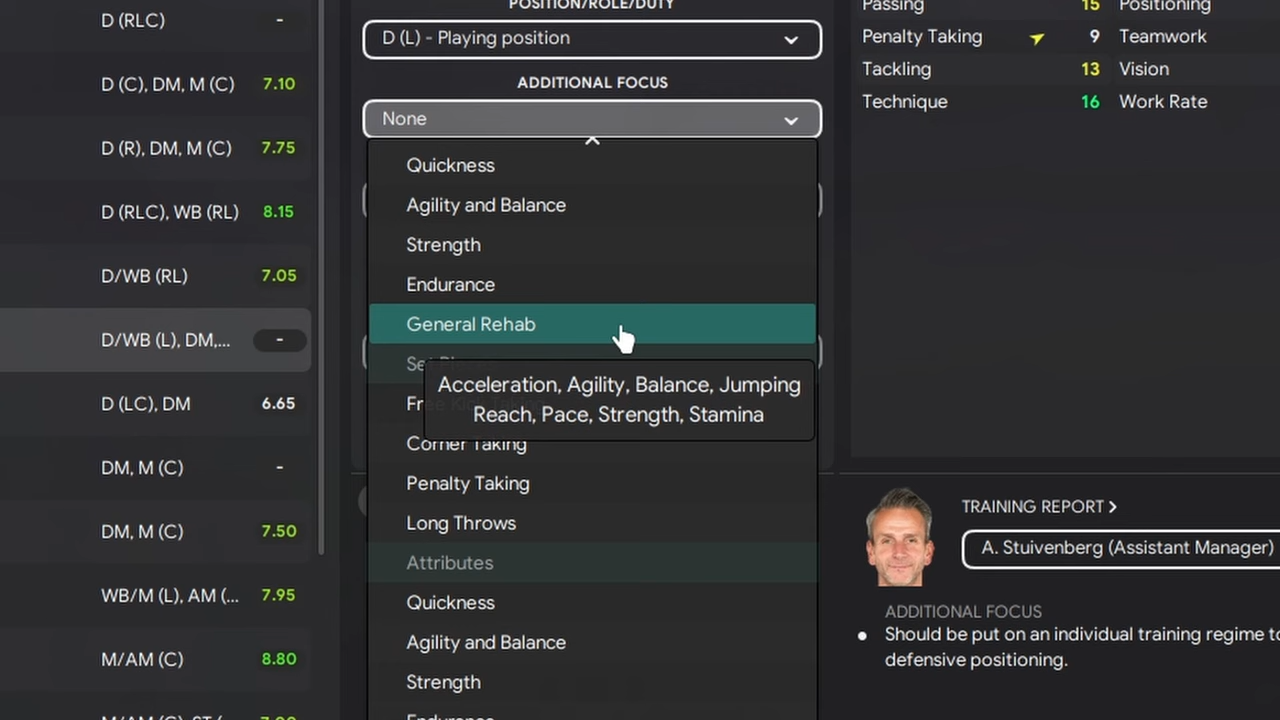 D (RLC) -
D (C), DM, M (C) 7.10
D (R), DM, M (C) 7.75
D (RLC), WB (RL) 8.15
D/WB (RL) 7.05
D/WB (L), DM,... -
D (LC), DM 6.65
DM, M (C) -
DM, M (C) 7.50
WB/M (L), AM (... 7.95
M/AM (C) 8.80
POSITION/ROLE/DUTY
D (L) - Playing position
ADDITIONAL FOCUS
None
Quickness
Agility and Balance
Strength
Endurance
General Rehab
Acceleration, Agility, Balance, Jumping
Reach, Pace, Strength, Stamina
Corner Taking
Penalty Taking
Long Throws
Attributes
Quickness
Agility and Balance
Strength
Endurance
Passing 15 Positioning
Penalty Taking 9 Teamwork
Tackling 13 Vision
Technique 16 Work Rate
TRAINING REPORT
A. Stuivenberg (Assistant Manager)
ADDITIONAL FOCUS
Should be put on an individual training regime to
defensive positioning.